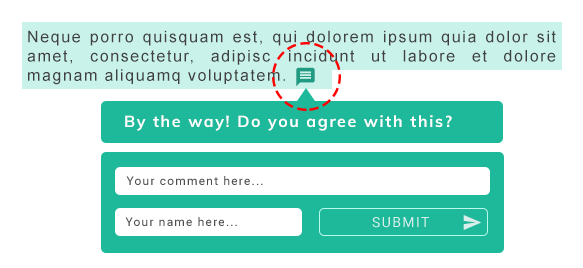 Neque porro quisquam est, qui dolorem ipsum quia dolor sit
amet, consectetur, adipisc incidunt ut labore et dolore
magnam aliquamq voluptatem.
By the way! Do you agree with this?
Your comment here...
Your name here...
SUBMIT